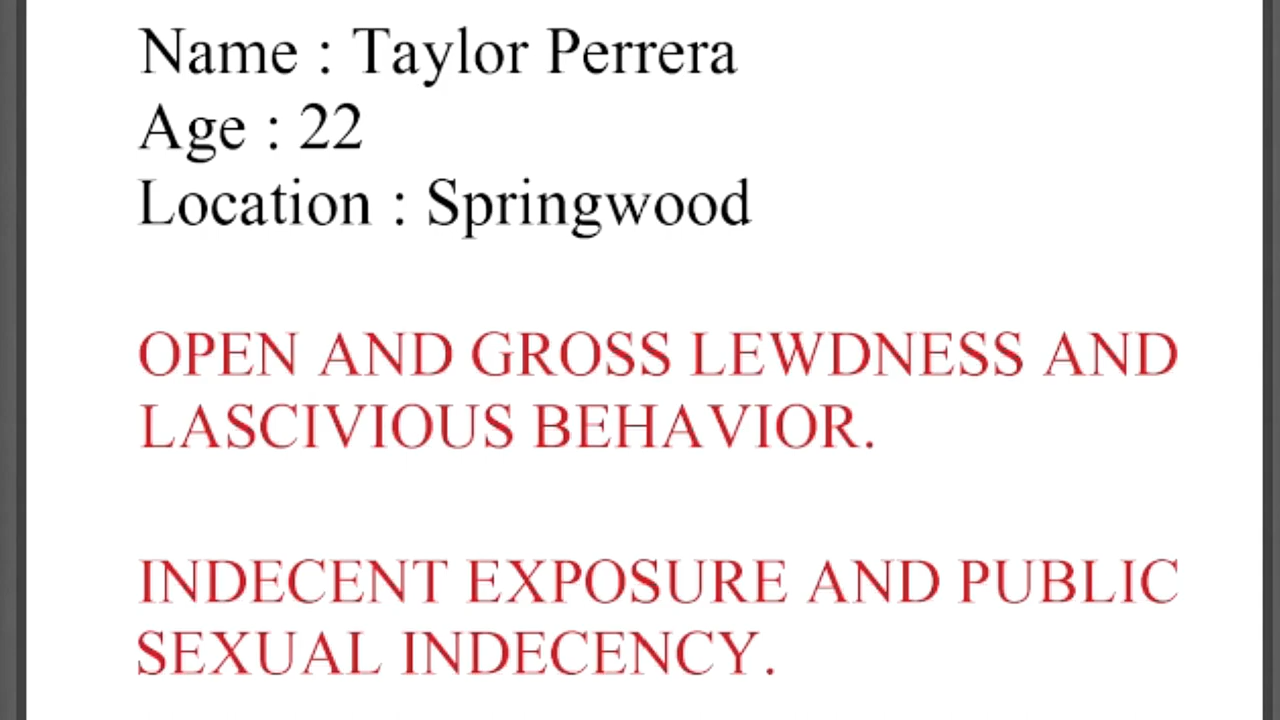 Name : Taylor Perrera
Age : 22
Location : Springwood
OPEN AND GROSS LEWDNESS AND
LASCIVIOUS BEHAVIOR.
INDECENT EXPOSURE AND PUBLIC
SEXUAL INDECENCY.